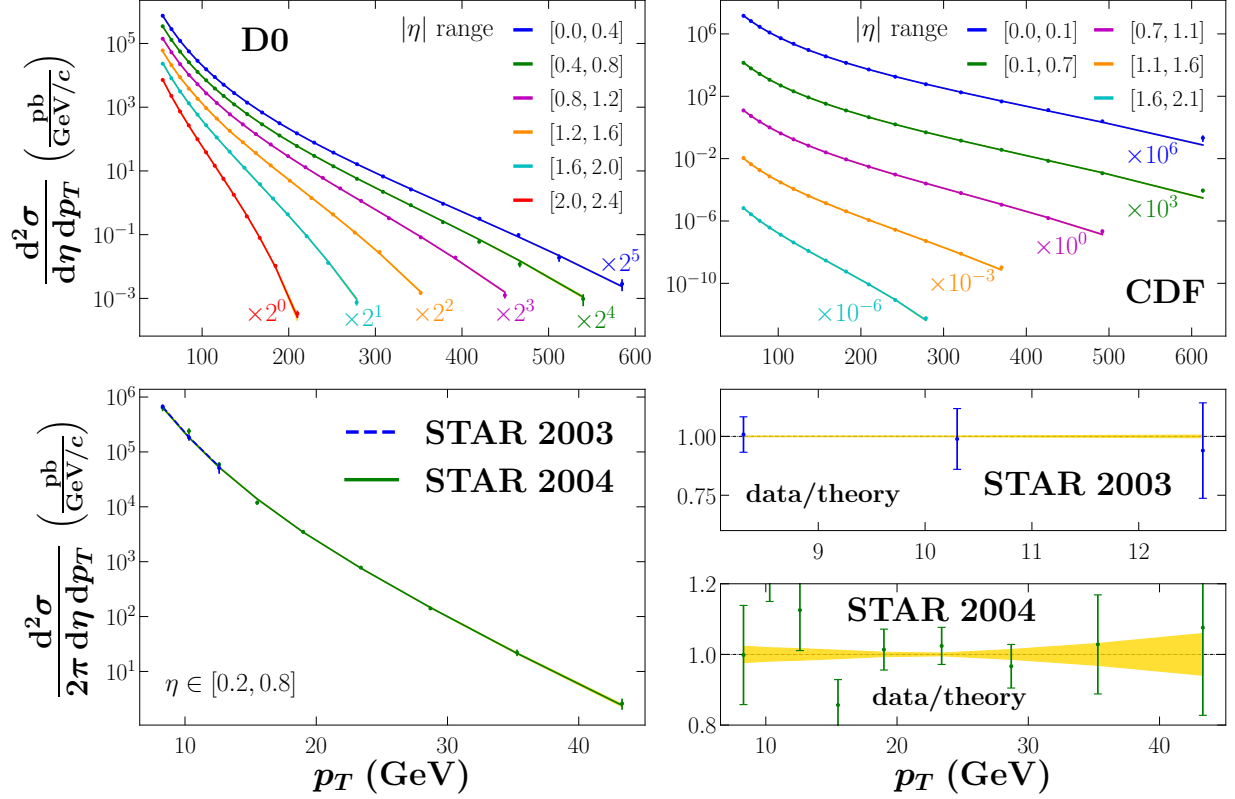 D0
|η| range
[0.0, 0.4]
[0.4, 0.8]
[0.8, 1.2]
[1.2, 1.6]
[1.6, 2.0]
[2.0, 2.4]
×2^5
×2^4
×2^3
×2^2
×2^1
×2^0
10^5
10^3
10^1
10^−1
10^−3
100 200 300 400 500 600
d²σ/dη dp_T (pb/GeV/c)
|η| range
[0.0, 0.1]
[0.1, 0.7]
[0.7, 1.1]
[1.1, 1.6]
[1.6, 2.1]
×10^6
×10^3
×10^0
×10^−3
×10^−6
CDF
10^6
10^2
10^−2
10^−6
10^−10
100 200 300 400 500 600
d²σ/2π dη dp_T (pb/GeV/c)
10^6
10^5
10^4
10^3
10^2
10^1
STAR 2003
STAR 2004
η ∈ [0.2, 0.8]
10 20 30 40
p_T (GeV)
1.00
0.75
data/theory
STAR 2003
9 10 11 12
1.2
1.0
0.8
STAR 2004
data/theory
10 20 30 40
p_T (GeV)